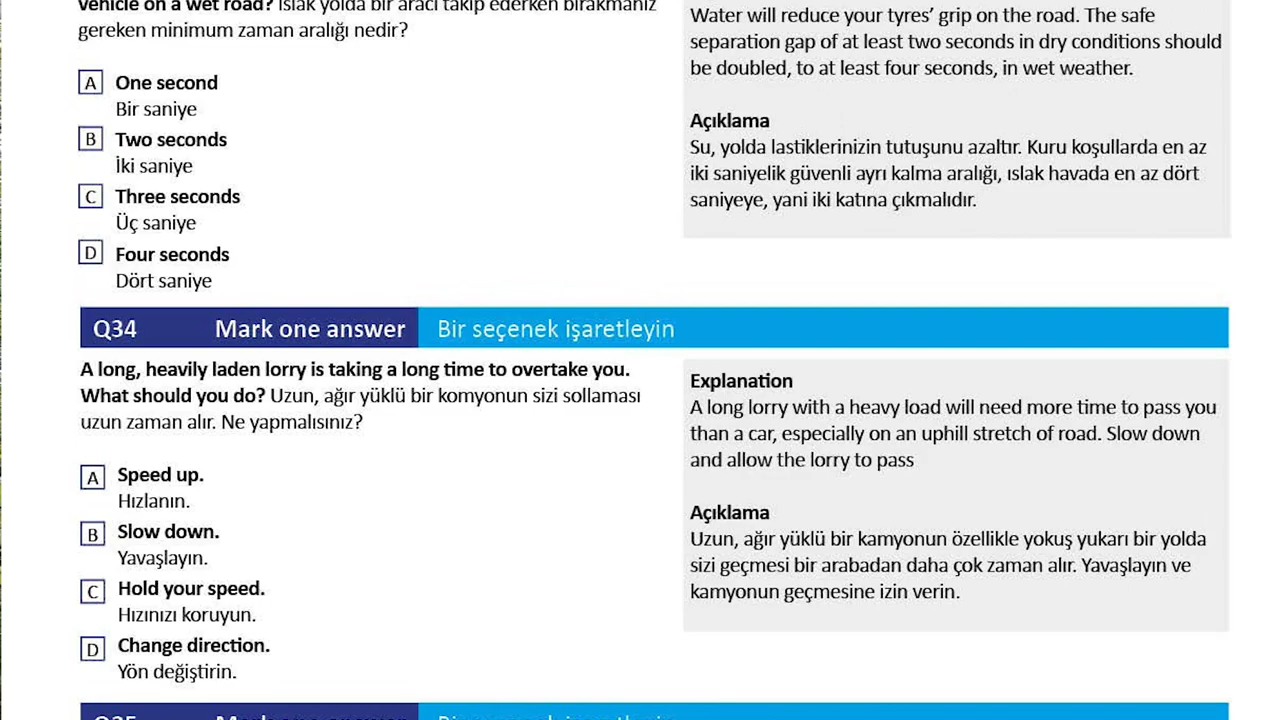 vehicle on a wet road? Islak yolda bir aracı takip ederken bırakmanız
gereken minimum zaman aralığı nedir?
A One second
Bir saniye
B Two seconds
İki saniye
C Three seconds
Üç saniye
D Four seconds
Dört saniye
Water will reduce your tyres’ grip on the road. The safe
separation gap of at least two seconds in dry conditions should
be doubled, to at least four seconds, in wet weather.
Açıklama
Su, yolda lastiklerinizin tutuşunu azaltır. Kuru koşullarda en az
iki saniyelik güvenli ayrı kalma aralığı, ıslak havada en az dört
saniyeye, yani iki katına çıkmalıdır.
Q34 Mark one answer Bir seçenek işaretleyin
A long, heavily laden lorry is taking a long time to overtake you.
What should you do? Uzun, ağır yüklü bir komyonun sizi sollaması
uzun zaman alır. Ne yapmalısınız?
A Speed up.
Hızlanın.
B Slow down.
Yavaşlayın.
C Hold your speed.
Hızınızı koruyun.
D Change direction.
Yön değiştirin.
Explanation
A long lorry with a heavy load will need more time to pass you
than a car, especially on an uphill stretch of road. Slow down
and allow the lorry to pass
Açıklama
Uzun, ağır yüklü bir kamyonun özellikle yokuş yukarı bir yolda
sizi geçmesi bir arabadan daha çok zaman alır. Yavaşlayın ve
kamyonun geçmesine izin verin.
Q35 Mark one answer Bir seçenek işaretleyin